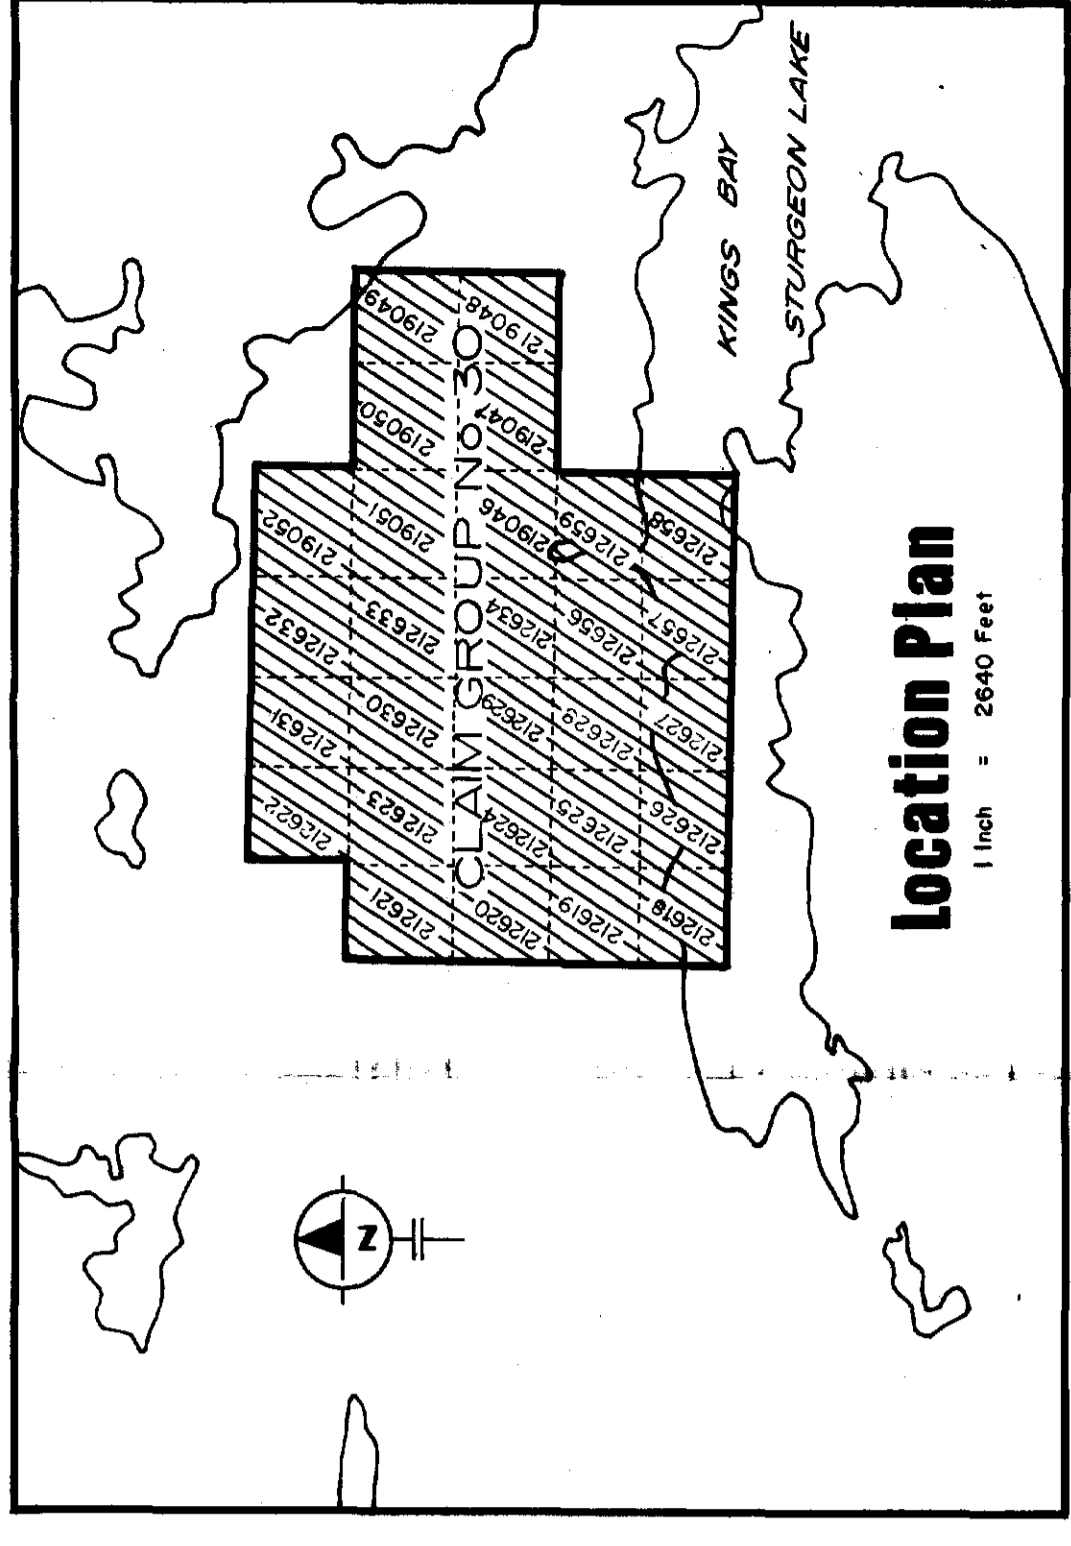 212622 212631 212632 219052
212621 212623 212630 212633 219051 219050 219049
CLAIM GROUP No 30
212620 212624 212629 212634 219046 219047 219048
212619 212625 212628 212656 212659
212618 212626 212627 212657 212658
N
KINGS BAY
STURGEON LAKE
Location Plan
1 Inch = 2640 Feet